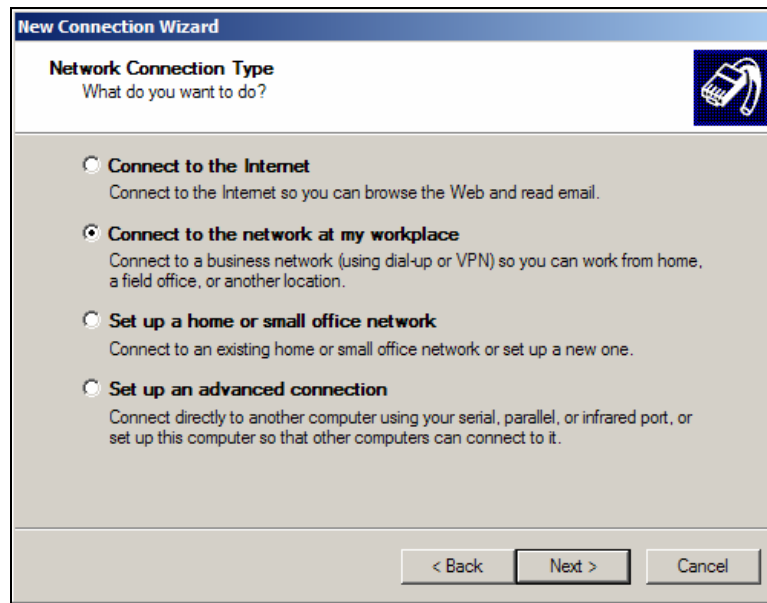 New Connection Wizard
Network Connection Type
What do you want to do?
Connect to the Internet
Connect to the Internet so you can browse the Web and read email.
Connect to the network at my workplace
Connect to a business network (using dial-up or VPN) so you can work from home,
a field office, or another location.
Set up a home or small office network
Connect to an existing home or small office network or set up a new one.
Set up an advanced connection
Connect directly to another computer using your serial, parallel, or infrared port, or
set up this computer so that other computers can connect to it.
< Back Next > Cancel